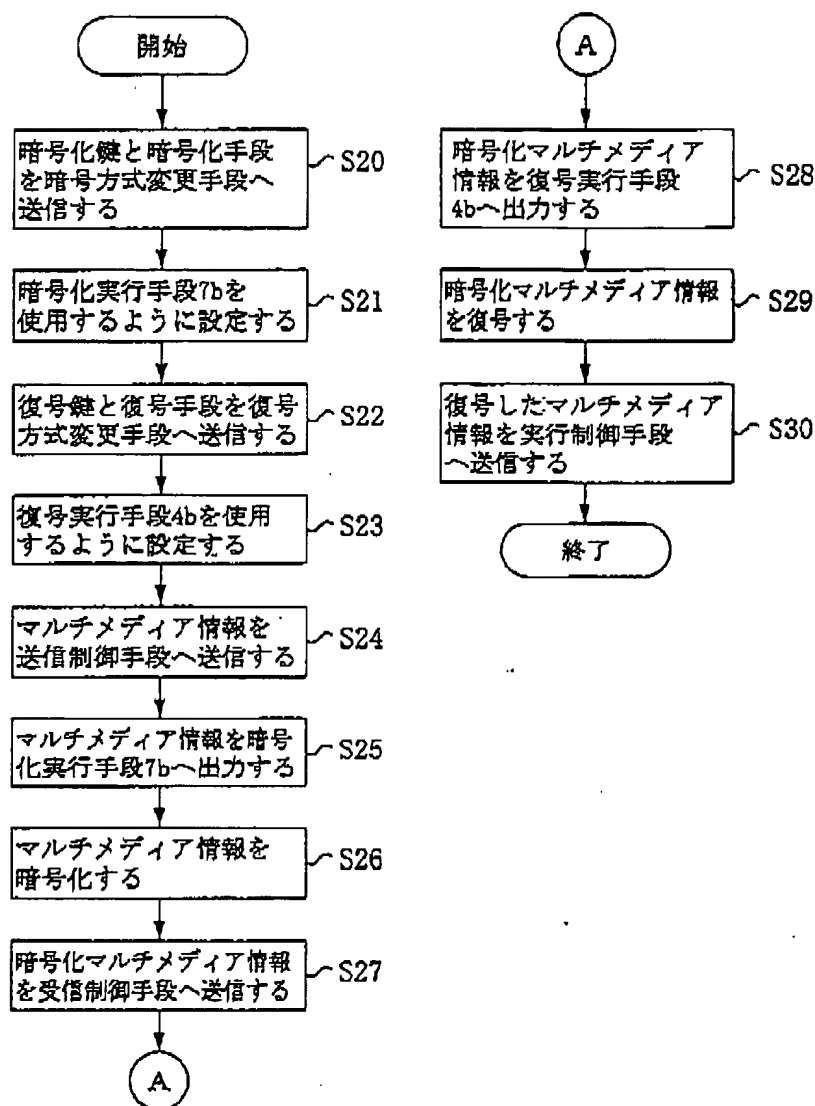 開始
暗号化鍵と暗号化手段
を暗号方式変更手段へ
送信する
S20
暗号化実行手段7bを
使用するように設定する
S21
復号鍵と復号手段を復号
方式変更手段へ送信する
S22
復号実行手段4bを使用
するように設定する
S23
マルチメディア情報を
送信制御手段へ送信する
S24
マルチメディア情報を暗号
化実行手段7bへ出力する
S25
マルチメディア情報を
暗号化する
S26
暗号化マルチメディア情報
を受信制御手段へ送信する
S27
A
A
暗号化マルチメディア
情報を復号実行手段
4bへ出力する
S28
暗号化マルチメディア情報
を復号する
S29
復号したマルチメディア
情報を実行制御手段
へ送信する
S30
終了